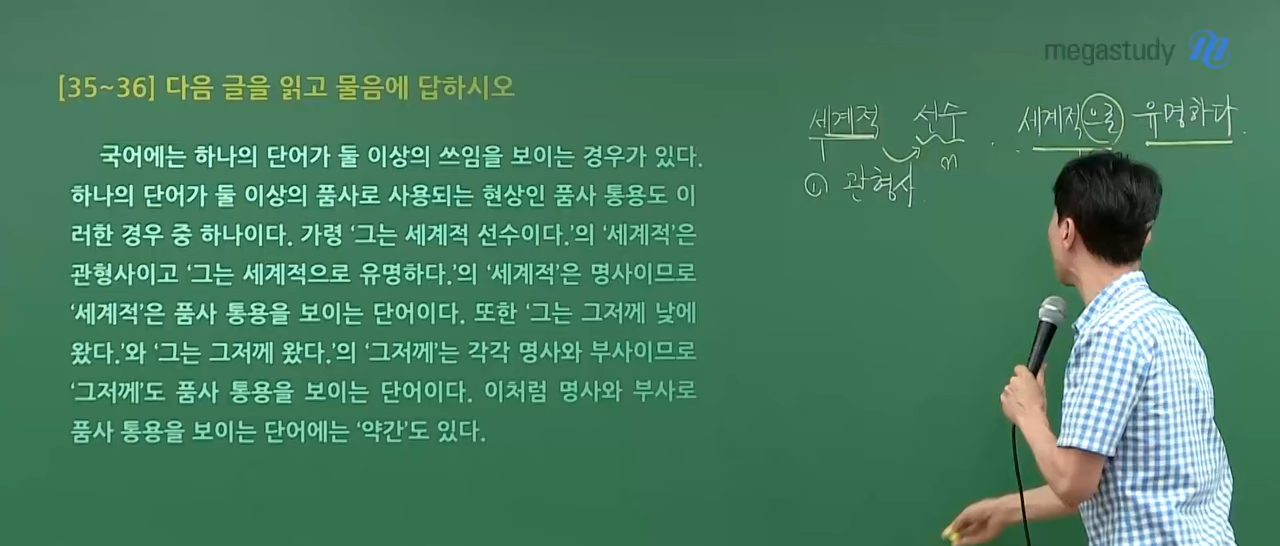 megastudy
[35~36] 다음 글을 읽고 물음에 답하시오
국어에는 하나의 단어가 둘 이상의 쓰임을 보이는 경우가 있다.
하나의 단어가 둘 이상의 품사로 사용되는 현상인 품사 통용도 이
러한 경우 중 하나이다. 가령 ‘그는 세계적 선수이다.’의 ‘세계적’은
관형사이고 ‘그는 세계적으로 유명하다.’의 ‘세계적’은 명사이므로
‘세계적’은 품사 통용을 보이는 단어이다. 또한 ‘그는 그저께 낮에
왔다.’와 ‘그는 그저께 왔다.’의 ‘그저께’는 각각 명사와 부사이므로
‘그저께’도 품사 통용을 보이는 단어이다. 이처럼 명사와 부사로
품사 통용을 보이는 단어에는 ‘약간’도 있다.
세계적 선수 세계적으로 유명하다.
n
① 관형사